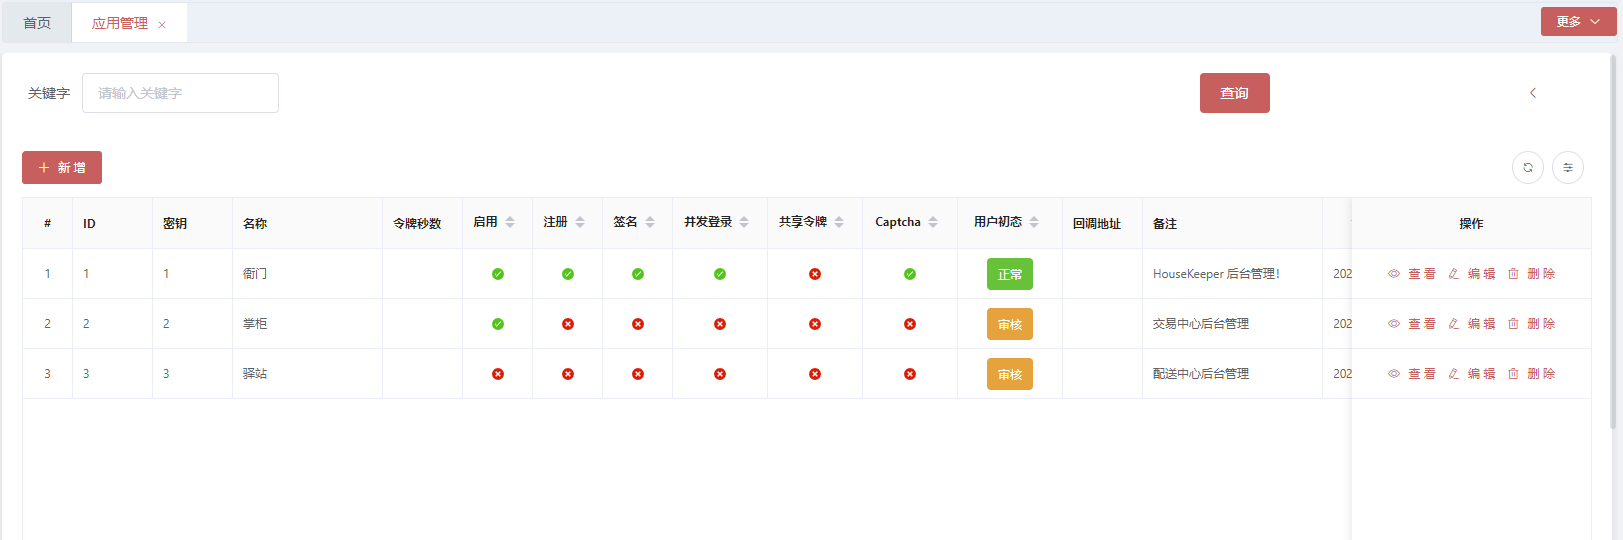 首页 应用管理 × 更多
关键字 请输入关键字 查询
+ 新增
# ID 密钥 名称 令牌秒数 启用 注册 签名 并发登录 共享令牌 Captcha 用户初态 回调地址 备注 操作
1 1 1 衙门 正常 HouseKeeper 后台管理！ 202 查看 编辑 删除
2 2 2 掌柜 审核 交易中心后台管理 202 查看 编辑 删除
3 3 3 驿站 审核 配送中心后台管理 202 查看 编辑 删除